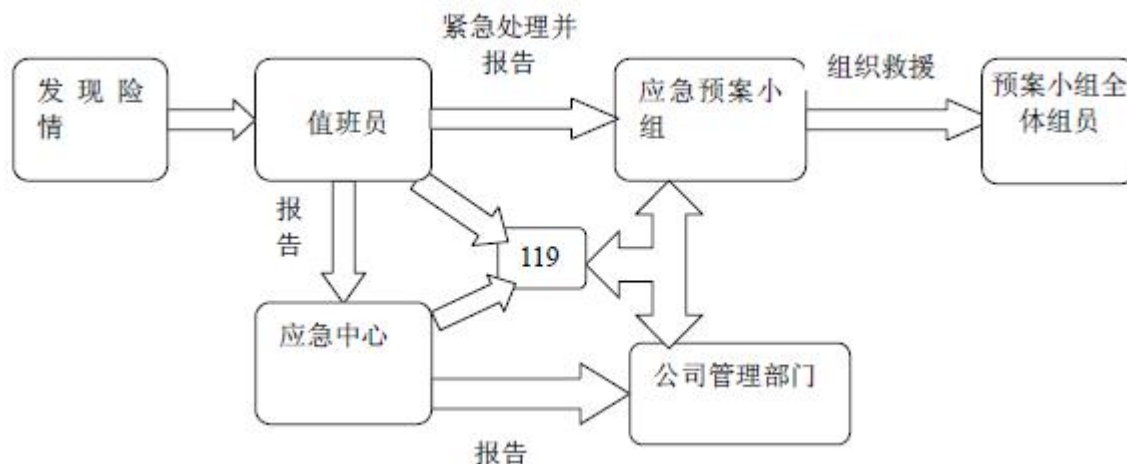 紧急处理并
报告
组织救援
发现险
情
值班员
应急预案小
组
预案小组全
体组员
报
告
119
应急中心
公司管理部门
报告